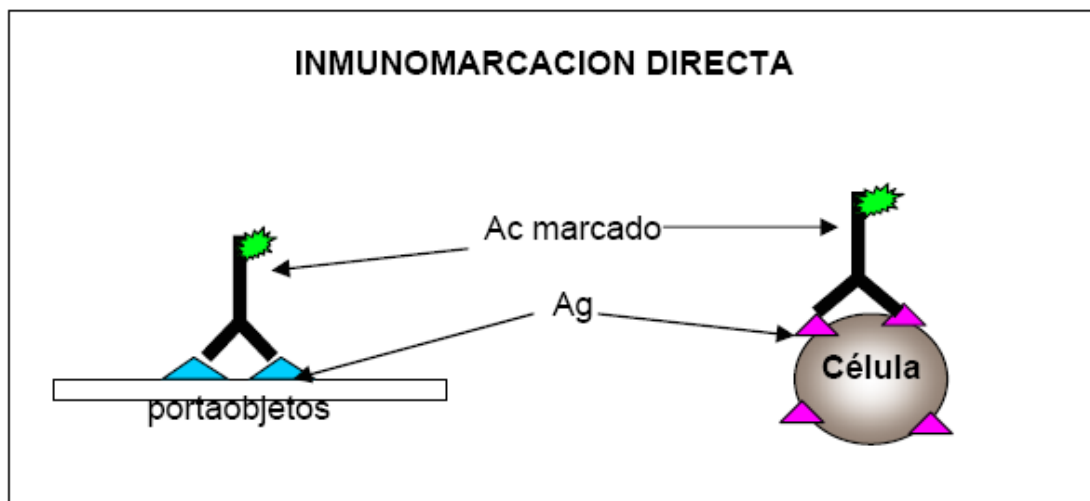 INMUNOMARCACION DIRECTA
Ac marcado
Ag
Célula
portaobjetos